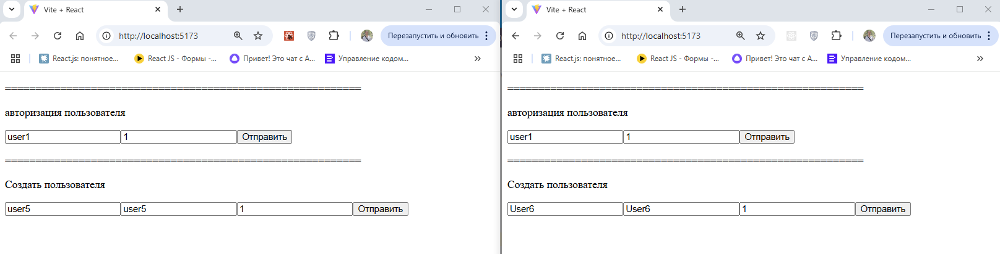 Vite + React
http://localhost:5173
Перезапустить и обновить
React.js: понятное...
React JS - Формы -...
Привет! Это чат с А...
Управление кодом...
==========================================================
авторизация пользователя
user1 1 Отправить
==========================================================
Создать пользователя
user5 user5 1 Отправить
Vite + React
http://localhost:5173
Перезапустить и обновить
React.js: понятное...
React JS - Формы -...
Привет! Это чат с А...
Управление кодом...
==========================================================
авторизация пользователя
user1 1 Отправить
==========================================================
Создать пользователя
User6 User6 1 Отправить